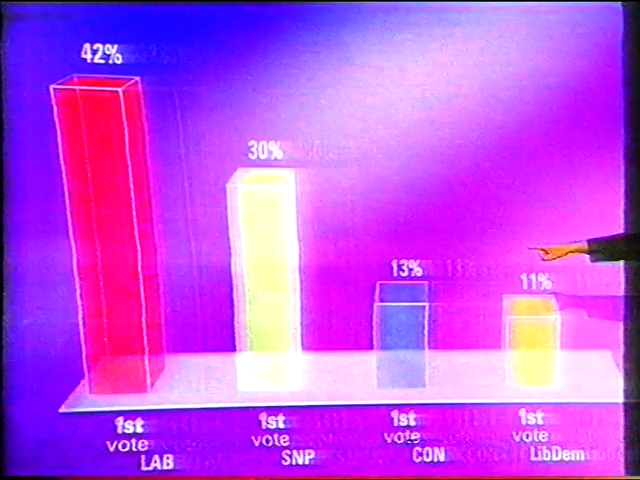 42%
30%
13%
11%
1st vote LAB
1st vote SNP
1st vote CON
1st vote LibDem